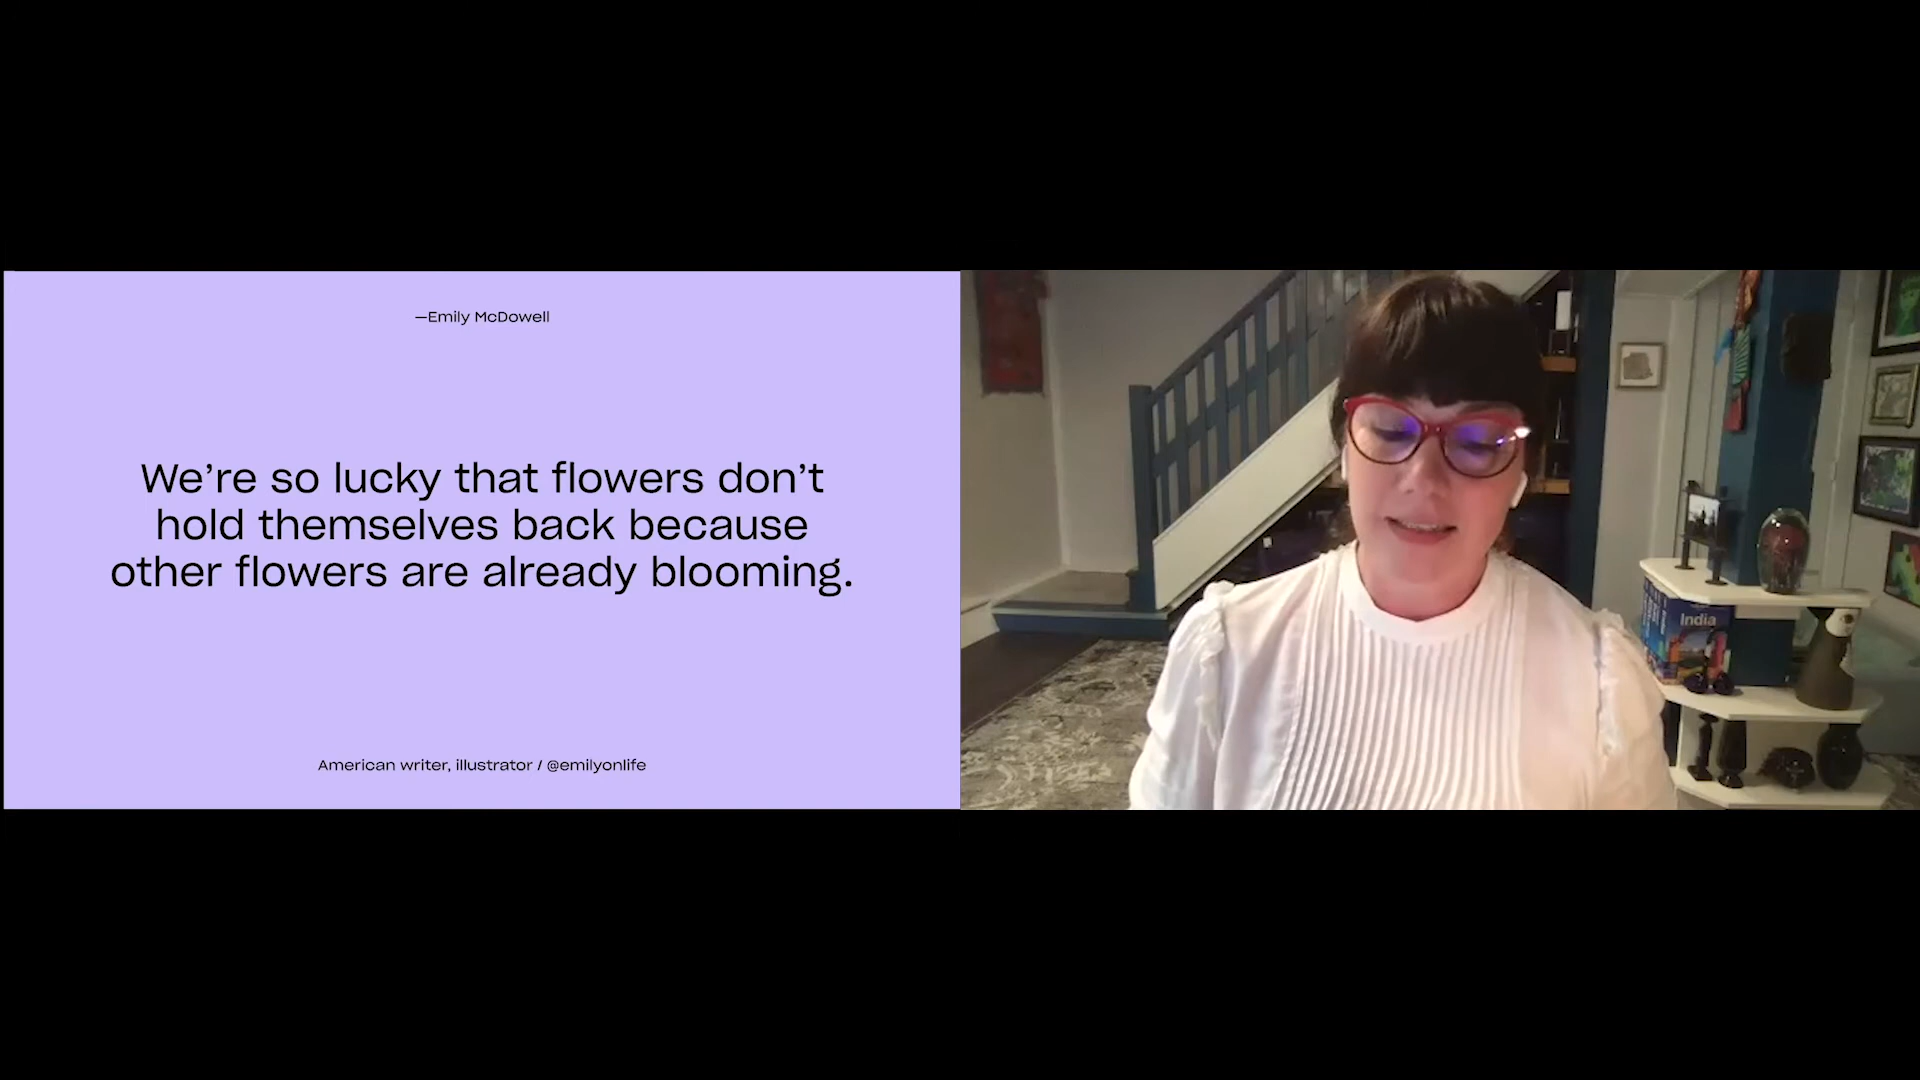 —Emily McDowell
We’re so lucky that flowers don’t
hold themselves back because
other flowers are already blooming.
American writer, illustrator / @emilyonlife
India